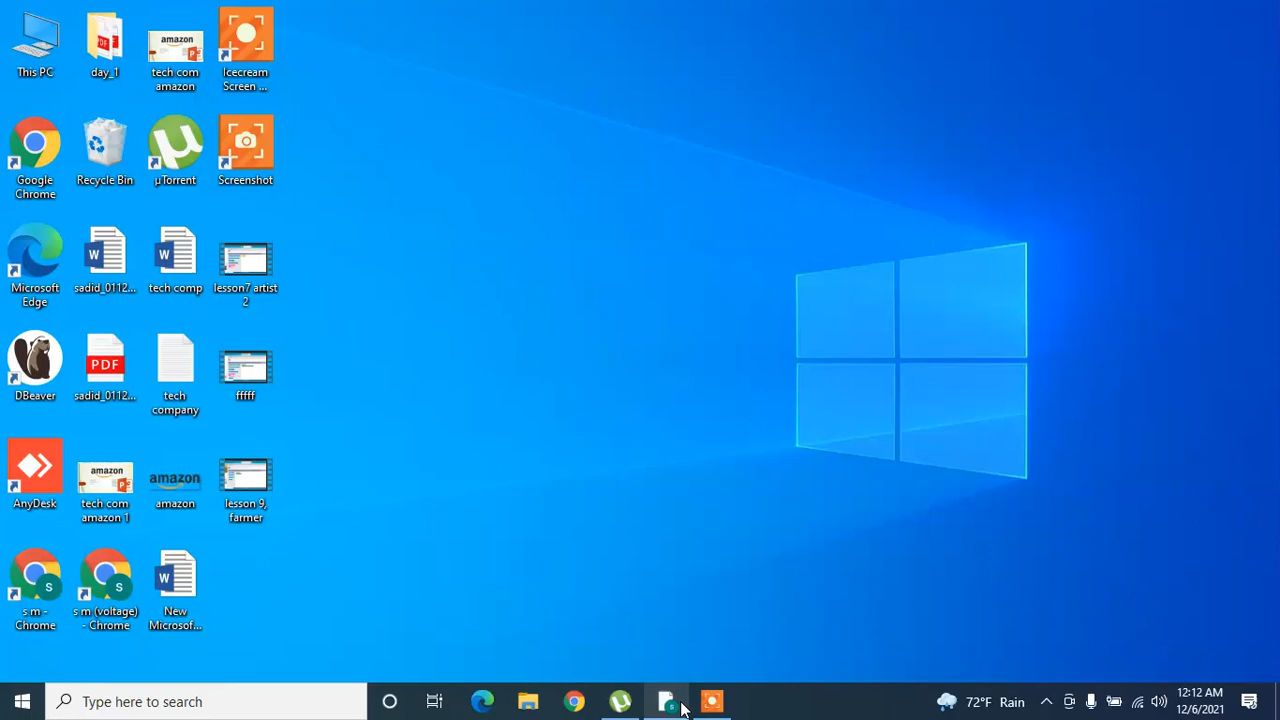 This PC
day_1
amazon
tech com
amazon
Icecream
Screen ...
Google
Chrome
Recycle Bin
µ
µTorrent
Screenshot
Microsoft
Edge
W
sadid_0112...
W
tech comp
lesson7 artist
2
DBeaver
PDF
sadid_0112...
tech
company
fffff
AnyDesk
amazon
tech com
amazon 1
amazon
amazon
lesson 9,
farmer
S
s m -
Chrome
S
s m (voltage)
- Chrome
W
New
Microsof...
Type here to search
72°F Rain
12:12 AM
12/6/2021